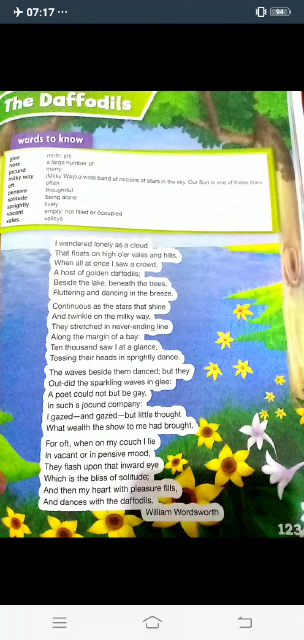 07:17 ...
94
The Daffodils
words to know
glee mirth, joy
host a large number of
jocund merry
milky way (Milky Way) a wide band of millions of stars in the sky. Our Sun is one of these stars
oft often
pensive thoughtful
solitude being alone
sprightly lively
vacant empty; not filled or occupied
vales valleys
I wandered lonely as a cloud
That floats on high o'er vales and hills,
When all at once I saw a crowd,
A host of golden daffodils;
Beside the lake, beneath the trees,
Fluttering and dancing in the breeze.
Continuous as the stars that shine
And twinkle on the milky way,
They stretched in never-ending line
Along the margin of a bay:
Ten thousand saw I at a glance,
Tossing their heads in sprightly dance.
The waves beside them danced; but they
Out-did the sparkling waves in glee:
A poet could not but be gay,
In such a jocund company:
I gazed—and gazed—but little thought
What wealth the show to me had brought.
For oft, when on my couch I lie
In vacant or in pensive mood,
They flash upon that inward eye
Which is the bliss of solitude;
And then my heart with pleasure fills,
And dances with the daffodils.
William Wordsworth
123